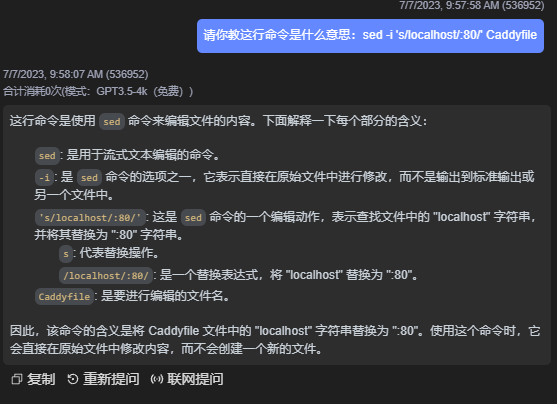 7/7/2023, 9:57:58 AM (536952)
请你教这行命令是什么意思：sed -i 's/localhost/:80/' Caddyfile
7/7/2023, 9:58:07 AM (536952)
合计消耗0次(模式：GPT3.5-4k（免费）)
这行命令是使用 sed 命令来编辑文件的内容。下面解释一下每个部分的含义：
sed: 是用于流式文本编辑的命令。
-i: 是 sed 命令的选项之一，它表示直接在原始文件中进行修改，而不是输出到标准输出或
另一个文件中。
's/localhost/:80/': 这是 sed 命令的一个编辑动作，表示查找文件中的 "localhost" 字符串，
并将其替换为 ":80" 字符串。
s: 代表替换操作。
/localhost/:80/: 是一个替换表达式，将 "localhost" 替换为 ":80"。
Caddyfile: 是要进行编辑的文件名。
因此，该命令的含义是将 Caddyfile 文件中的 "localhost" 字符串替换为 ":80"。使用这个命令时，它
会直接在原始文件中修改内容，而不会创建一个新的文件。
复制 重新提问 联网提问